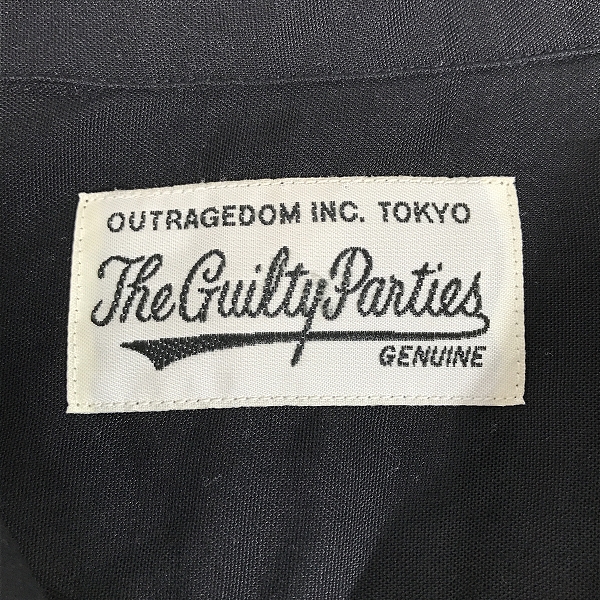 OUTRAGEDOM INC. TOKYO
The Guilty Parties
GENUINE